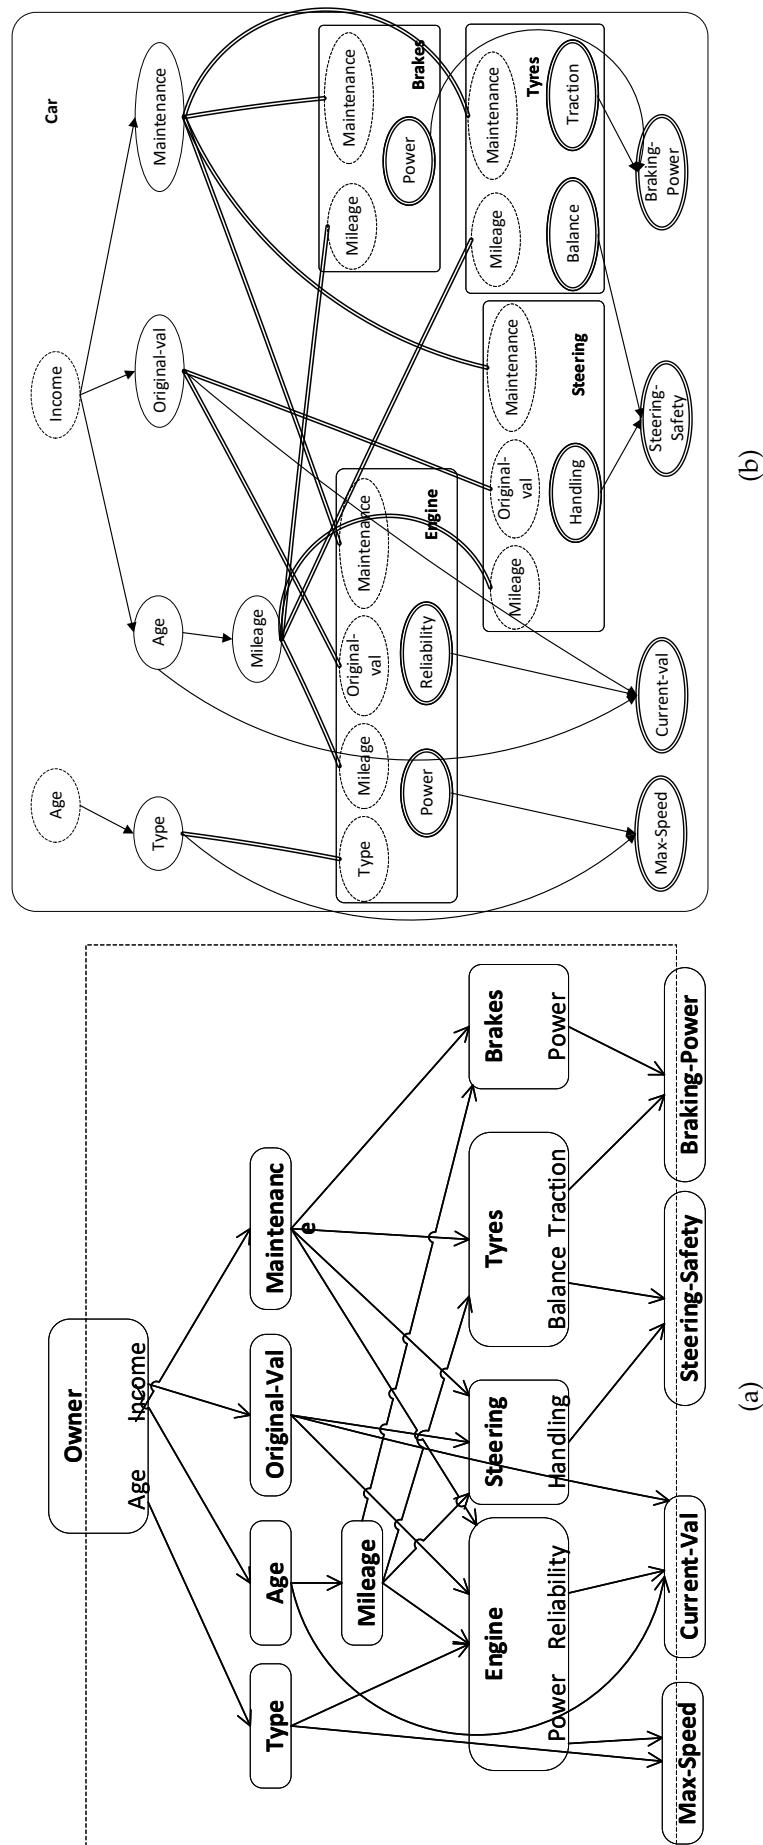 Owner
Age Income
Type
Age
Original-Val
Maintenanc
e
Mileage
Engine
Power Reliability
Steering
Handling
Tyres
Balance Traction
Brakes
Power
Max-Speed
Current-Val
Steering-Safety
Braking-Power
(a)
Car
Age
Income
Type
Age
Original-val
Maintenance
Mileage
Type
Mileage
Original-
val
Maintenance
Engine
Power
Reliability
Mileage
Original-
val
Maintenance
Steering
Handling
Mileage
Maintenance
Tyres
Balance
Traction
Mileage
Maintenance
Brakes
Power
Max-Speed
Current-val
Steering-
Safety
Braking-
Power
(b)